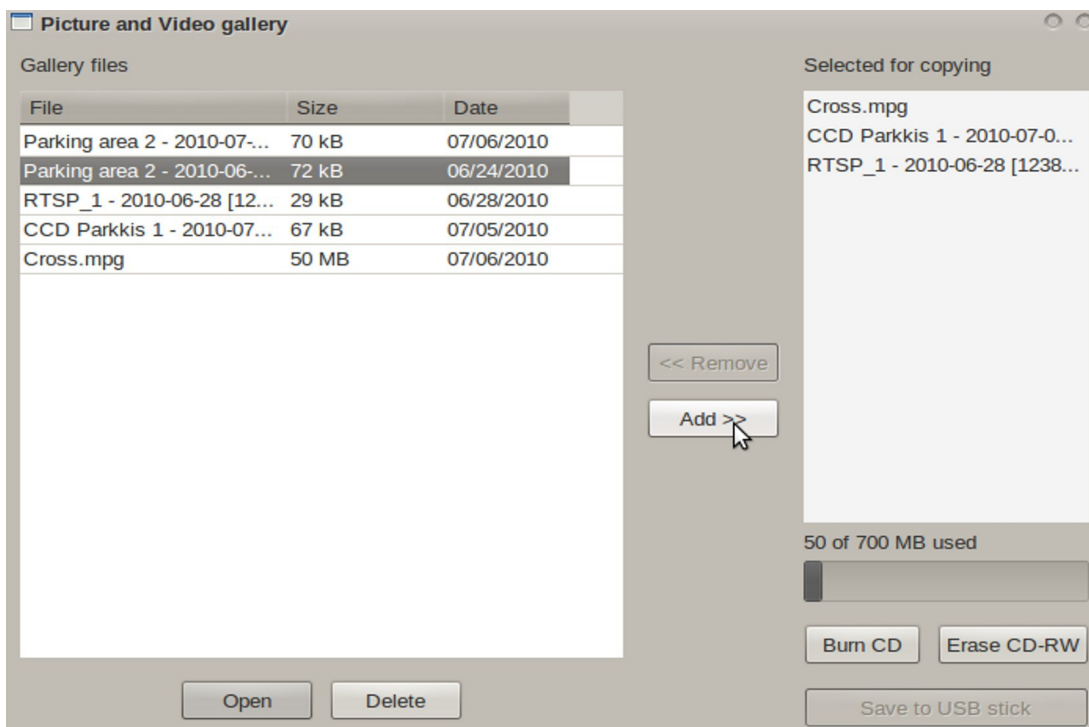 Picture and Video gallery
Gallery files
File Size Date
Parking area 2 - 2010-07-... 70 kB 07/06/2010
Parking area 2 - 2010-06-... 72 kB 06/24/2010
RTSP_1 - 2010-06-28 [12... 29 kB 06/28/2010
CCD Parkkis 1 - 2010-07... 67 kB 07/05/2010
Cross.mpg 50 MB 07/06/2010
<< Remove
Add >>
Open
Delete
Selected for copying
Cross.mpg
CCD Parkkis 1 - 2010-07-0...
RTSP_1 - 2010-06-28 [1238...
50 of 700 MB used
Burn CD
Erase CD-RW
Save to USB stick